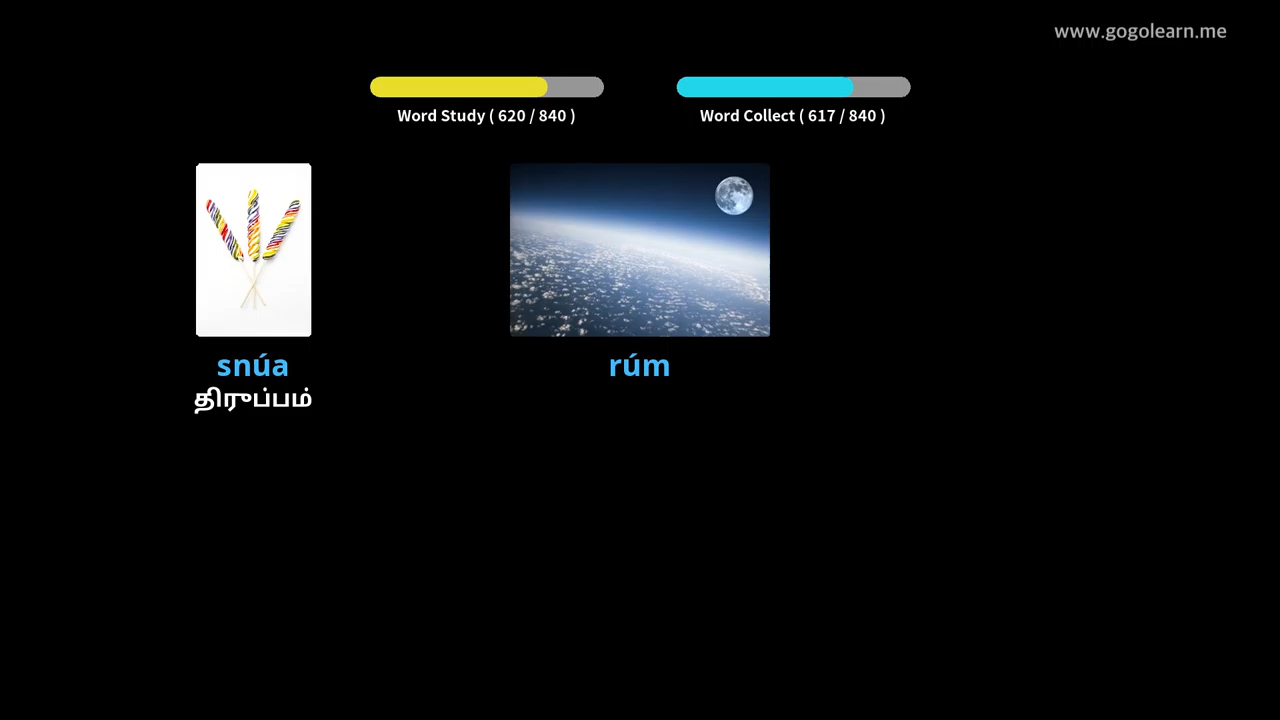 www.gogolearn.me
Word Study ( 620 / 840 )
Word Collect ( 617 / 840 )
snúa
rúm
திருப்பம்